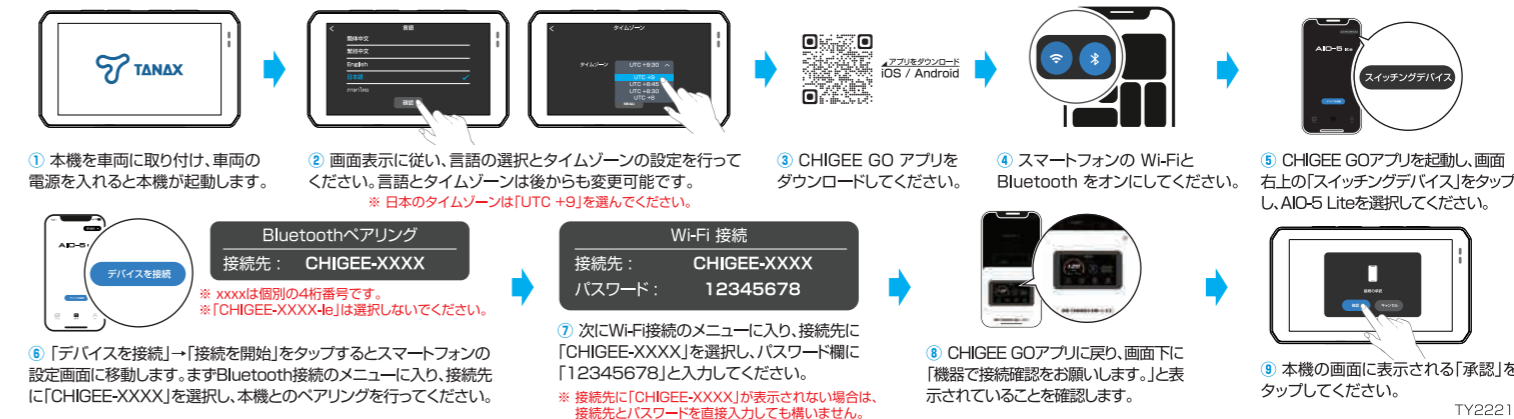 TANAX
言語
簡体中文
繁體中文
English
日本語
ภาษาไทย
確認
タイムゾーン
タイムゾーン
UTC +9:30
UTC +9
UTC +8:45
UTC +8:30
UTC +8
アプリをダウンロード
iOS / Android
AIO-5 lite
スイッチングデバイス
① 本機を車両に取り付け、車両の
電源を入れると本機が起動します。
② 画面表示に従い、言語の選択とタイムゾーンの設定を行って
ください。言語とタイムゾーンは後からも変更可能です。
※ 日本のタイムゾーンは「UTC +9」を選んでください。
③ CHIGEE GO アプリを
ダウンロードしてください。
④ スマートフォンの Wi-Fiと
Bluetooth をオンにしてください。
⑤ CHIGEE GOアプリを起動し、画面
右上の「スイッチングデバイス」をタップ
し、AIO-5 Liteを選択してください。
AIO-5
デバイスを接続
Bluetoothペアリング
接続先 : CHIGEE-XXXX
※ xxxxは個別の4桁番号です。
※「CHIGEE-XXXX-le」は選択しないでください。
⑥ 「デバイスを接続」→「接続を開始」をタップするとスマートフォンの
設定画面に移動します。まずBluetooth接続のメニューに入り、接続先
に「CHIGEE-XXXX」を選択し、本機とのペアリングを行ってください。
Wi-Fi 接続
接続先 : CHIGEE-XXXX
パスワード : 12345678
⑦ 次にWi-Fi接続のメニューに入り、接続先に
「CHIGEE-XXXX」を選択し、パスワード欄に
「12345678」と入力してください。
※ 接続先に「CHIGEE-XXXX」が表示されない場合は、
接続先とパスワードを直接入力しても構いません。
⑧ CHIGEE GOアプリに戻り、画面下に
「機器で接続確認をお願いします。」と表
示されていることを確認します。
接続の承認
確認
キャンセル
⑨ 本機の画面に表示される「承認」を
タップしてください。
TY2221